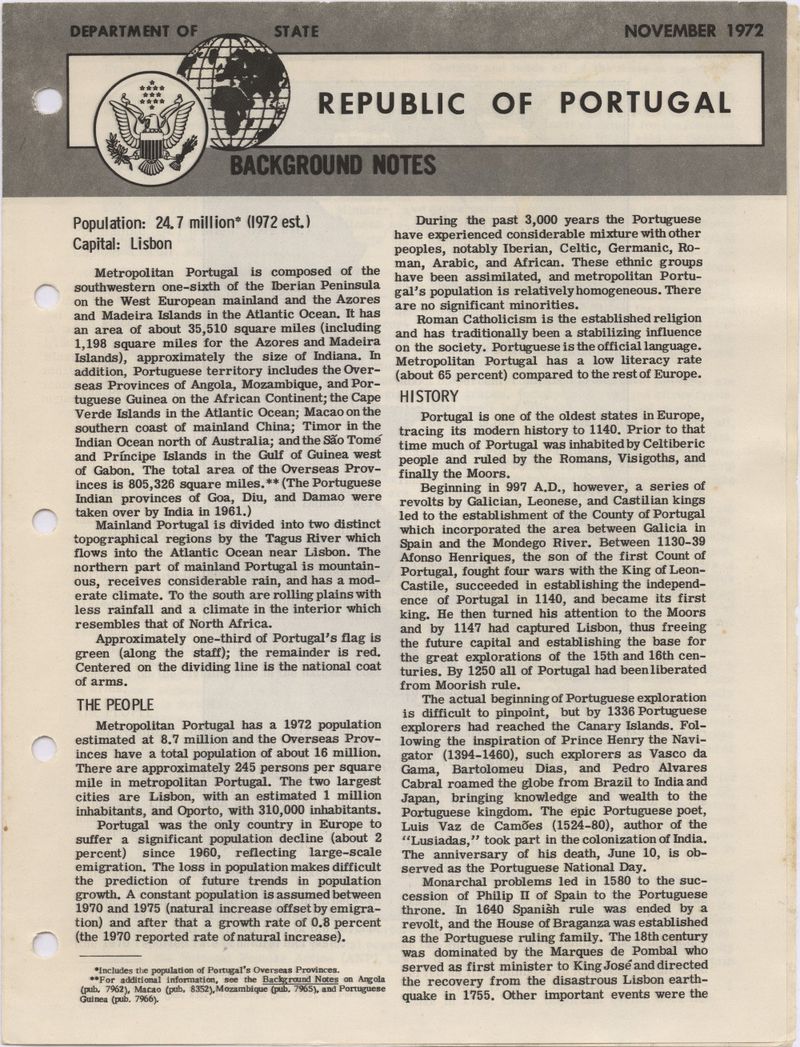 DEPARTMENT OF STATE NOVEMBER 1972
REPUBLIC OF PORTUGAL
BACKGROUND NOTES
Population: 24.7 million* (1972 est.)
Capital: Lisbon
Metropolitan Portugal is composed of the
southwestern one-sixth of the Iberian Peninsula
on the West European mainland and the Azores
and Madeira Islands in the Atlantic Ocean. It has
an area of about 35,510 square miles (including
1,198 square miles for the Azores and Madeira
Islands), approximately the size of Indiana. In
addition, Portuguese territory includes the Over-
seas Provinces of Angola, Mozambique, and Por-
tuguese Guinea on the African Continent; the Cape
Verde Islands in the Atlantic Ocean; Macao on the
southern coast of mainland China; Timor in the
Indian Ocean north of Australia; and the São Tomé
and Príncipe Islands in the Gulf of Guinea west
of Gabon. The total area of the Overseas Prov-
inces is 805,326 square miles.** (The Portuguese
Indian provinces of Goa, Diu, and Damao were
taken over by India in 1961.)
Mainland Portugal is divided into two distinct
topographical regions by the Tagus River which
flows into the Atlantic Ocean near Lisbon. The
northern part of mainland Portugal is mountain-
ous, receives considerable rain, and has a mod-
erate climate. To the south are rolling plains with
less rainfall and a climate in the interior which
resembles that of North Africa.
Approximately one-third of Portugal's flag is
green (along the staff); the remainder is red.
Centered on the dividing line is the national coat
of arms.
THE PEOPLE
Metropolitan Portugal has a 1972 population
estimated at 8.7 million and the Overseas Prov-
inces have a total population of about 16 million.
There are approximately 245 persons per square
mile in metropolitan Portugal. The two largest
cities are Lisbon, with an estimated 1 million
inhabitants, and Oporto, with 310,000 inhabitants.
Portugal was the only country in Europe to
suffer a significant population decline (about 2
percent) since 1960, reflecting large-scale
emigration. The loss in population makes difficult
the prediction of future trends in population
growth. A constant population is assumed between
1970 and 1975 (natural increase offset by emigra-
tion) and after that a growth rate of 0.8 percent
(the 1970 reported rate of natural increase).
*Includes the population of Portugal's Overseas Provinces.
**For additional information, see the Background Notes on Angola
(pub. 7962), Macao (pub. 8352), Mozambique (pub. 7965), and Portuguese
Guinea (pub. 7966).
During the past 3,000 years the Portuguese
have experienced considerable mixture with other
peoples, notably Iberian, Celtic, Germanic, Ro-
man, Arabic, and African. These ethnic groups
have been assimilated, and metropolitan Portu-
gal's population is relatively homogeneous. There
are no significant minorities.
Roman Catholicism is the established religion
and has traditionally been a stabilizing influence
on the society. Portuguese is the official language.
Metropolitan Portugal has a low literacy rate
(about 65 percent) compared to the rest of Europe.
HISTORY
Portugal is one of the oldest states in Europe,
tracing its modern history to 1140. Prior to that
time much of Portugal was inhabited by Celtiberic
people and ruled by the Romans, Visigoths, and
finally the Moors.
Beginning in 997 A.D., however, a series of
revolts by Galician, Leonese, and Castilian kings
led to the establishment of the County of Portugal
which incorporated the area between Galicia in
Spain and the Mondego River. Between 1130-39
Afonso Henriques, the son of the first Count of
Portugal, fought four wars with the King of Leon-
Castile, succeeded in establishing the independ-
ence of Portugal in 1140, and became its first
king. He then turned his attention to the Moors
and by 1147 had captured Lisbon, thus freeing
the future capital and establishing the base for
the great explorations of the 15th and 16th cen-
turies. By 1250 all of Portugal had been liberated
from Moorish rule.
The actual beginning of Portuguese exploration
is difficult to pinpoint, but by 1336 Portuguese
explorers had reached the Canary Islands. Fol-
lowing the inspiration of Prince Henry the Navi-
gator (1394-1460), such explorers as Vasco da
Gama, Bartolomeu Dias, and Pedro Alvares
Cabral roamed the globe from Brazil to India and
Japan, bringing knowledge and wealth to the
Portuguese kingdom. The epic Portuguese poet,
Luis Vaz de Camões (1524-80), author of the
"Lusiadas," took part in the colonization of India.
The anniversary of his death, June 10, is ob-
served as the Portuguese National Day.
Monarchal problems led in 1580 to the suc-
cession of Philip II of Spain to the Portuguese
throne. In 1640 Spanish rule was ended by a
revolt, and the House of Braganza was established
as the Portuguese ruling family. The 18th century
was dominated by the Marques de Pombal who
served as first minister to King José and directed
the recovery from the disastrous Lisbon earth-
quake in 1755. Other important events were the